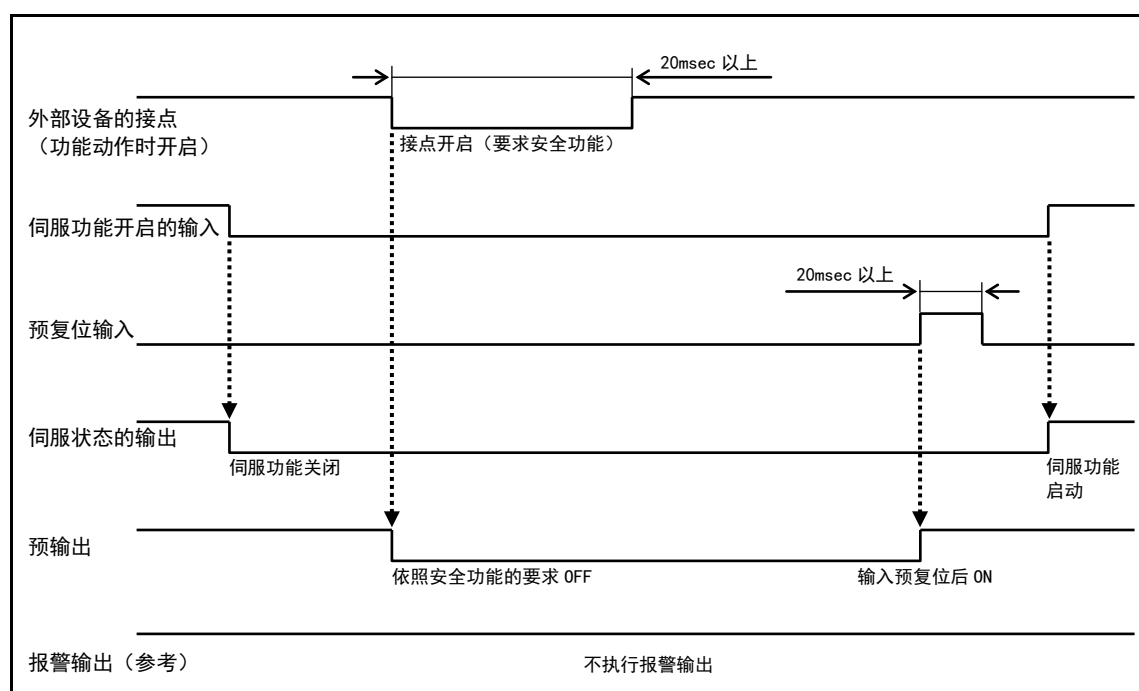 20msec 以上
外部设备的接点
（功能动作时开启）
接点开启（要求安全功能）
伺服功能开启的输入
20msec 以上
预复位输入
伺服状态的输出
伺服功能关闭
伺服功能
启动
预输出
依照安全功能的要求 OFF
输入预复位后 ON
报警输出（参考）
不执行报警输出